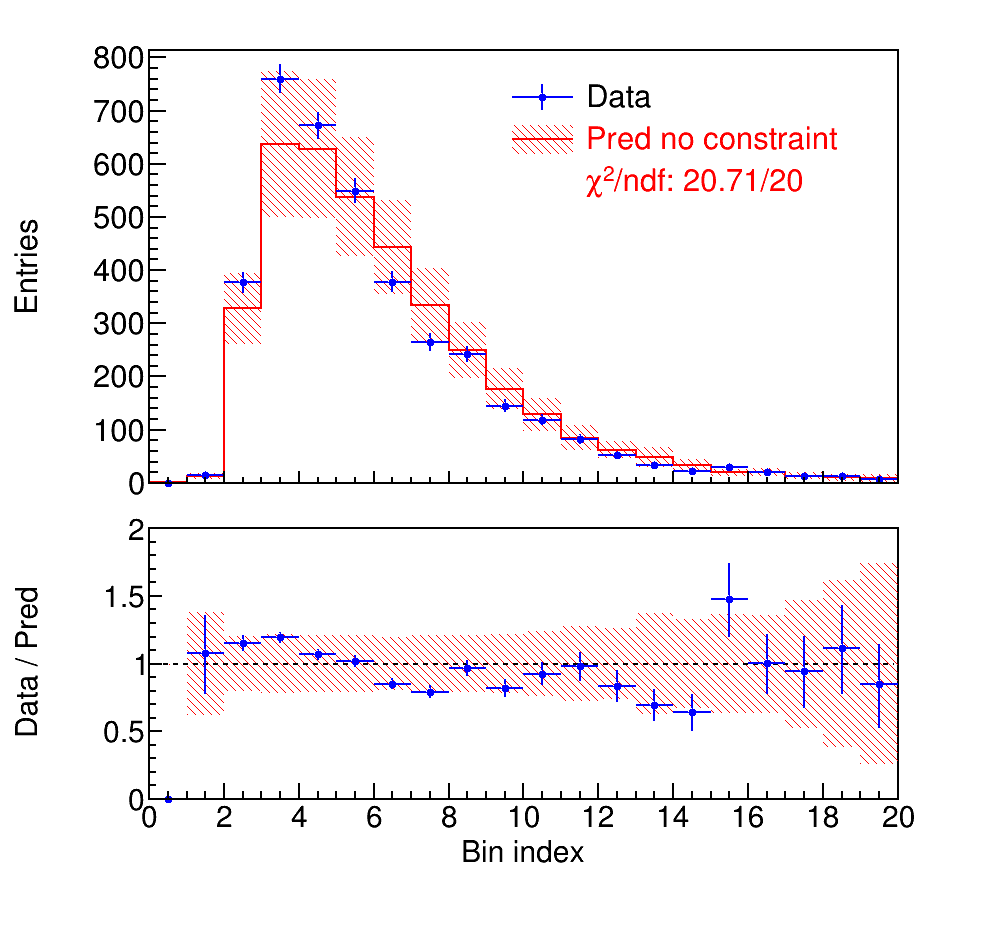 800
700
600
500
400
300
200
100
0
Entries
Data
Pred no constraint
χ²/ndf: 20.71/20
2
1.5
1
0.5
0
Data / Pred
0 2 4 6 8 10 12 14 16 18 20
Bin index